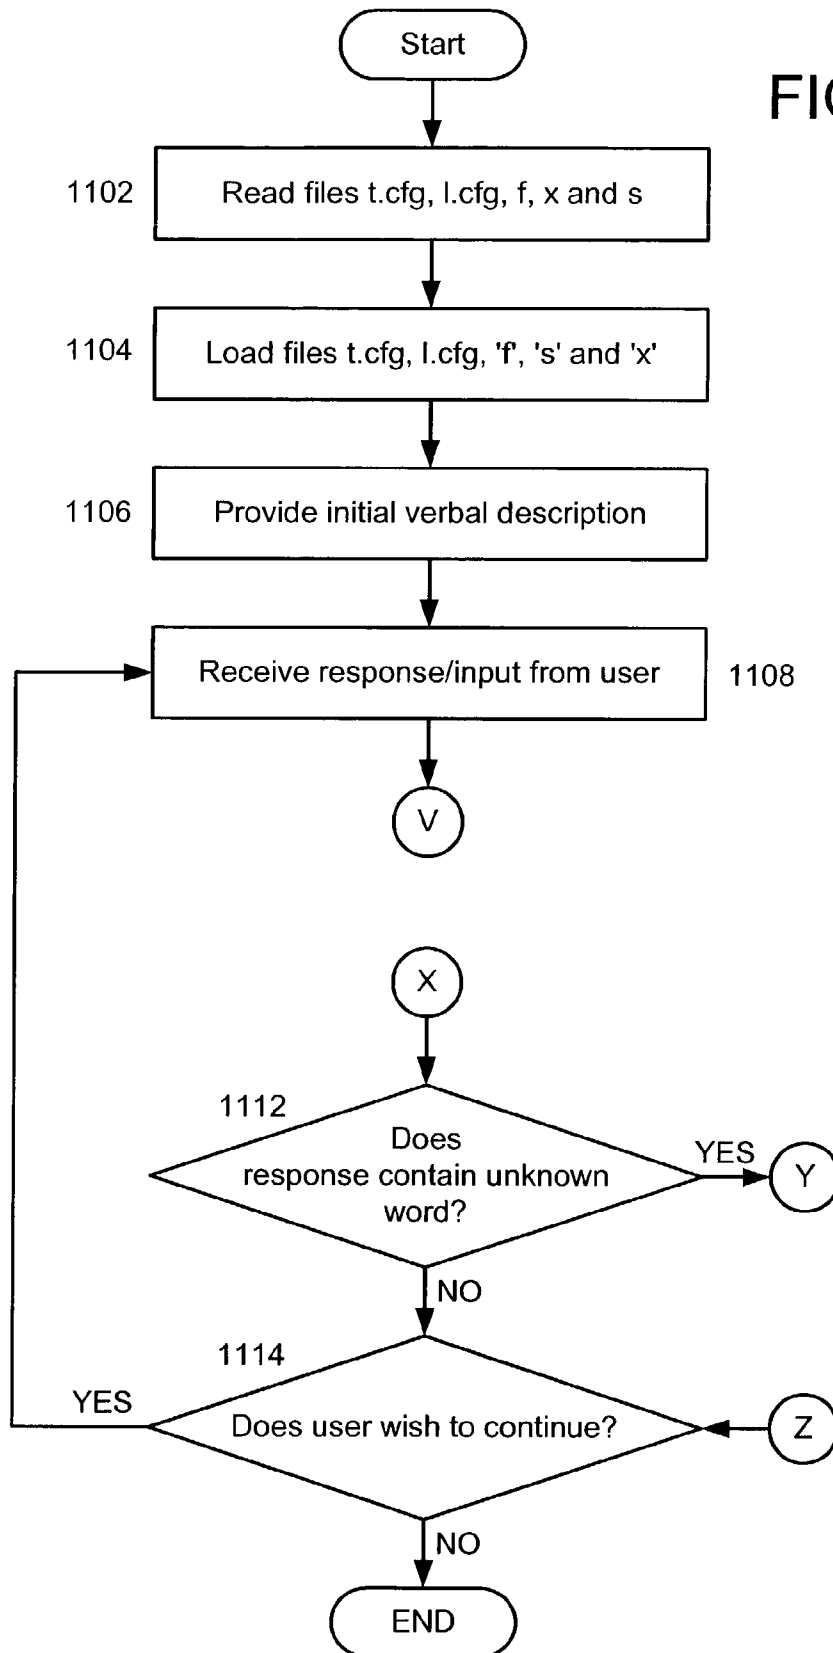 Start
FIG
1102
Read files t.cfg, l.cfg, f, x and s
1104
Load files t.cfg, l.cfg, 'f', 's' and 'x'
1106
Provide initial verbal description
Receive response/input from user
1108
V
X
1112
Does
response contain unknown
word?
YES
Y
NO
1114
YES
Does user wish to continue?
Z
NO
END